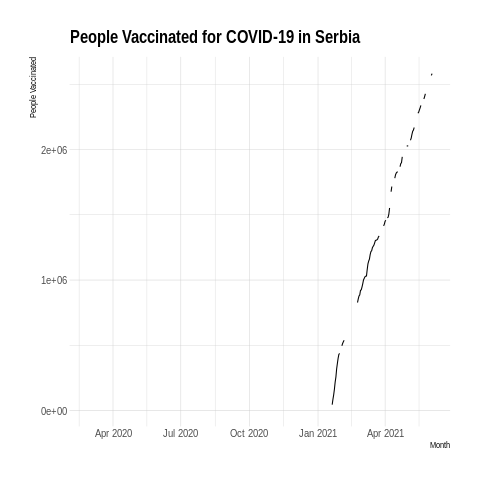 People Vaccinated for COVID-19 in Serbia
People Vaccinated
2e+06
1e+06
0e+00
Apr 2020 Jul 2020 Oct 2020 Jan 2021 Apr 2021
Month